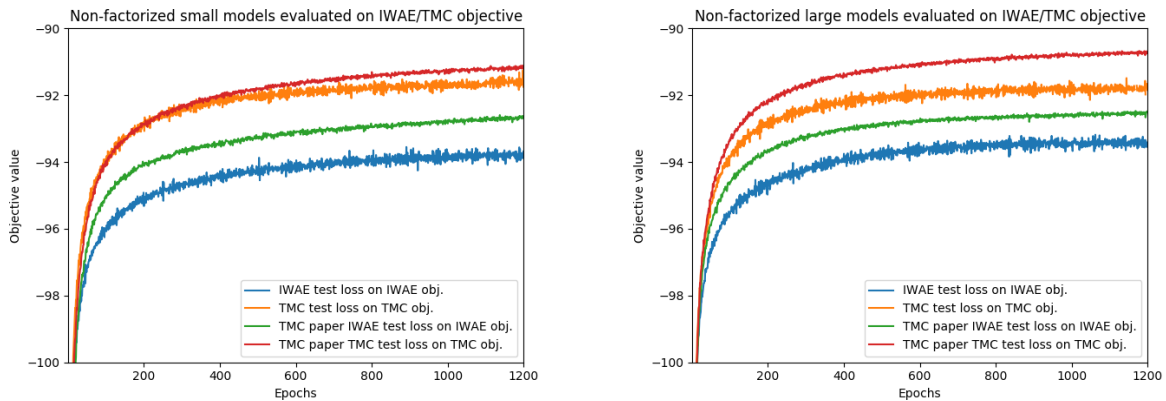 Non-factorized small models evaluated on IWAE/TMC objective
−90
−92
−94
−96
−98
−100
Objective value
200
400
600
800
1000
1200
Epochs
IWAE test loss on IWAE obj.
TMC test loss on TMC obj.
TMC paper IWAE test loss on IWAE obj.
TMC paper TMC test loss on TMC obj.
Non-factorized large models evaluated on IWAE/TMC objective
−90
−92
−94
−96
−98
−100
Objective value
200
400
600
800
1000
1200
Epochs
IWAE test loss on IWAE obj.
TMC test loss on TMC obj.
TMC paper IWAE test loss on IWAE obj.
TMC paper TMC test loss on TMC obj.